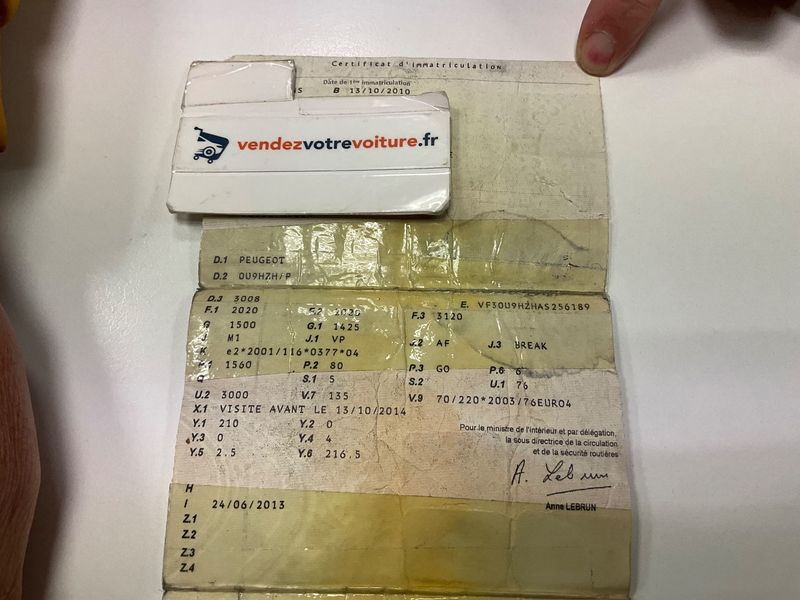 Certificat d'immatriculation
Date de 1ère immatriculation
B 13/10/2010
vendezvotrevoiture.fr
D.1 PEUGEOT
D.2 0U9HZH/P
D.3 3008
E. VF30U9HZHAS256189
F.1 2020 F.2 2020 F.3 3120
G 1500 G.1 1425
J M1 J.1 VP J.2 AF J.3 BREAK
K e2*2001/116*0377*04
P.1 1560 P.2 80 P.3 GO P.6 6
Q S.1 5 S.2 U.1 76
U.2 3000 V.7 135 V.9 70/220*2003/76EURO4
X.1 VISITE AVANT LE 13/10/2014
Y.1 210 Y.2 0
Y.3 0 Y.4 4
Y.5 2.5 Y.6 216.5
Pour le ministre de l'intérieur et par délégation,
la sous directrice de la circulation
et de la sécurité routières
A. Lebrun
Anne LEBRUN
H
I 24/06/2013
Z.1
Z.2
Z.3
Z.4